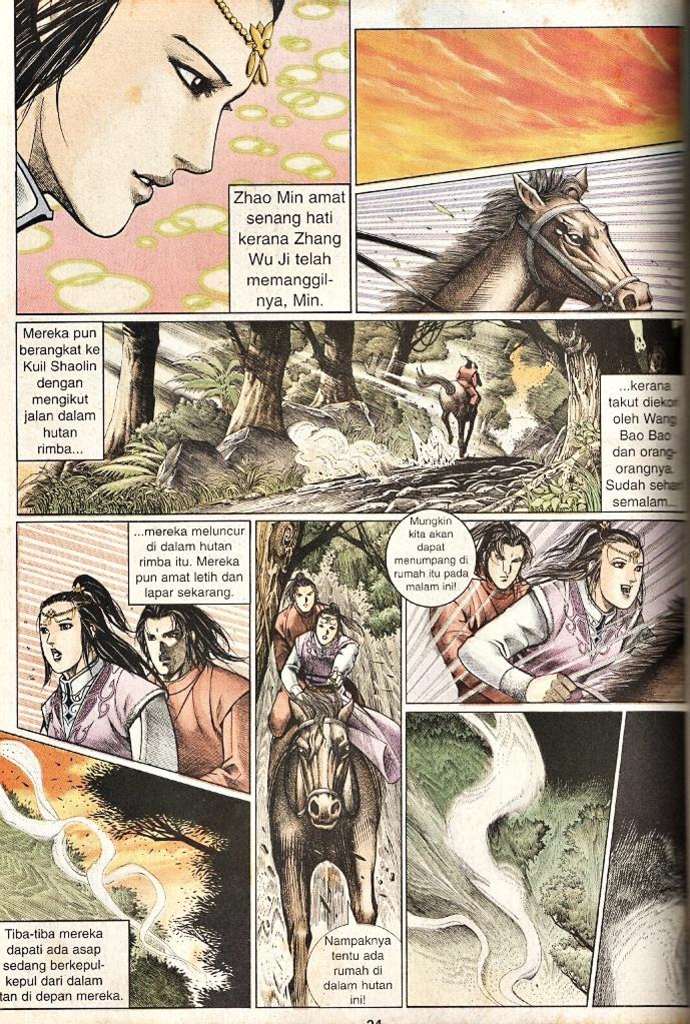 Zhao Min amat
senang hati
kerana Zhang
Wu Ji telah
memanggil-
nya, Min.
Mereka pun
berangkat ke
Kuil Shaolin
dengan
mengikut
jalan dalam
hutan
rimba...
...kerana
takut diekori
oleh Wang
Bao Bao
dan orang-
orangnya.
Sudah
semalam...
...mereka meluncur
di dalam hutan
rimba itu. Mereka
pun amat letih dan
lapar sekarang.
Mungkin
kita akan
dapat
menumpang di
rumah itu pada
malam ini!
Tiba-tiba mereka
dapati ada asap
sedang berkepul-
kepul dari dalam
di depan mereka.
Nampaknya
tentu ada
rumah di
dalam hutan
ini!